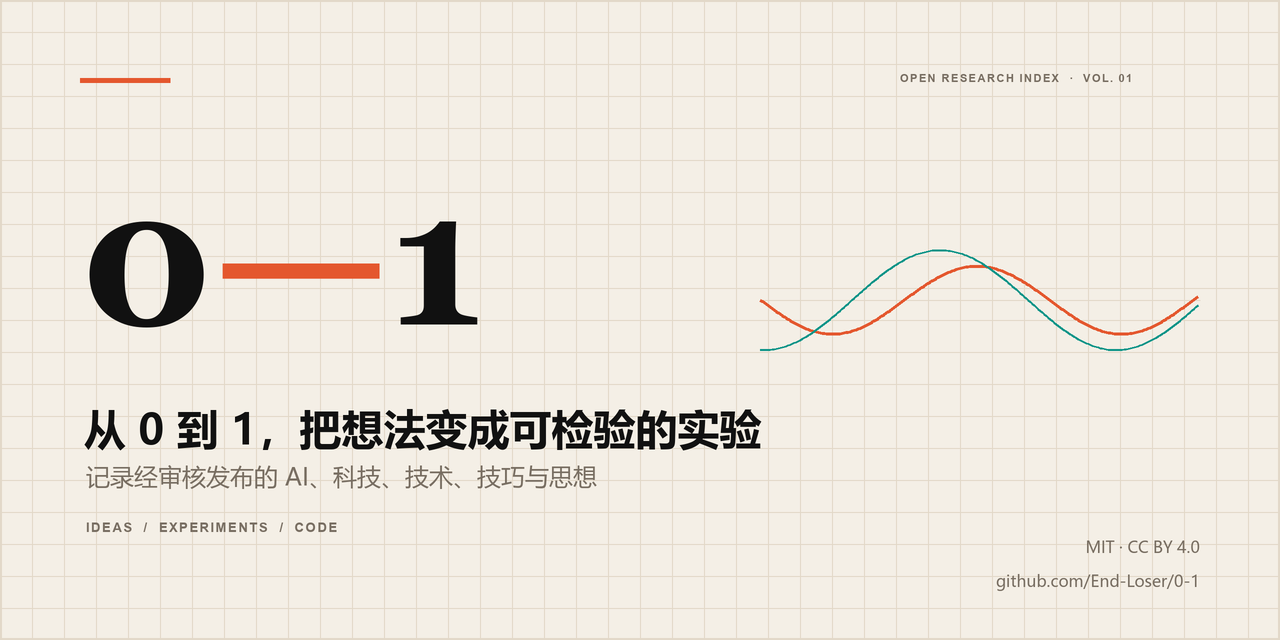 OPEN RESEARCH INDEX · VOL. 01
0—1
从 0 到 1，把想法变成可检验的实验
记录经审核发布的 AI、科技、技术、技巧与思想
IDEAS / EXPERIMENTS / CODE
MIT · CC BY 4.0
github.com/End-Loser/0-1